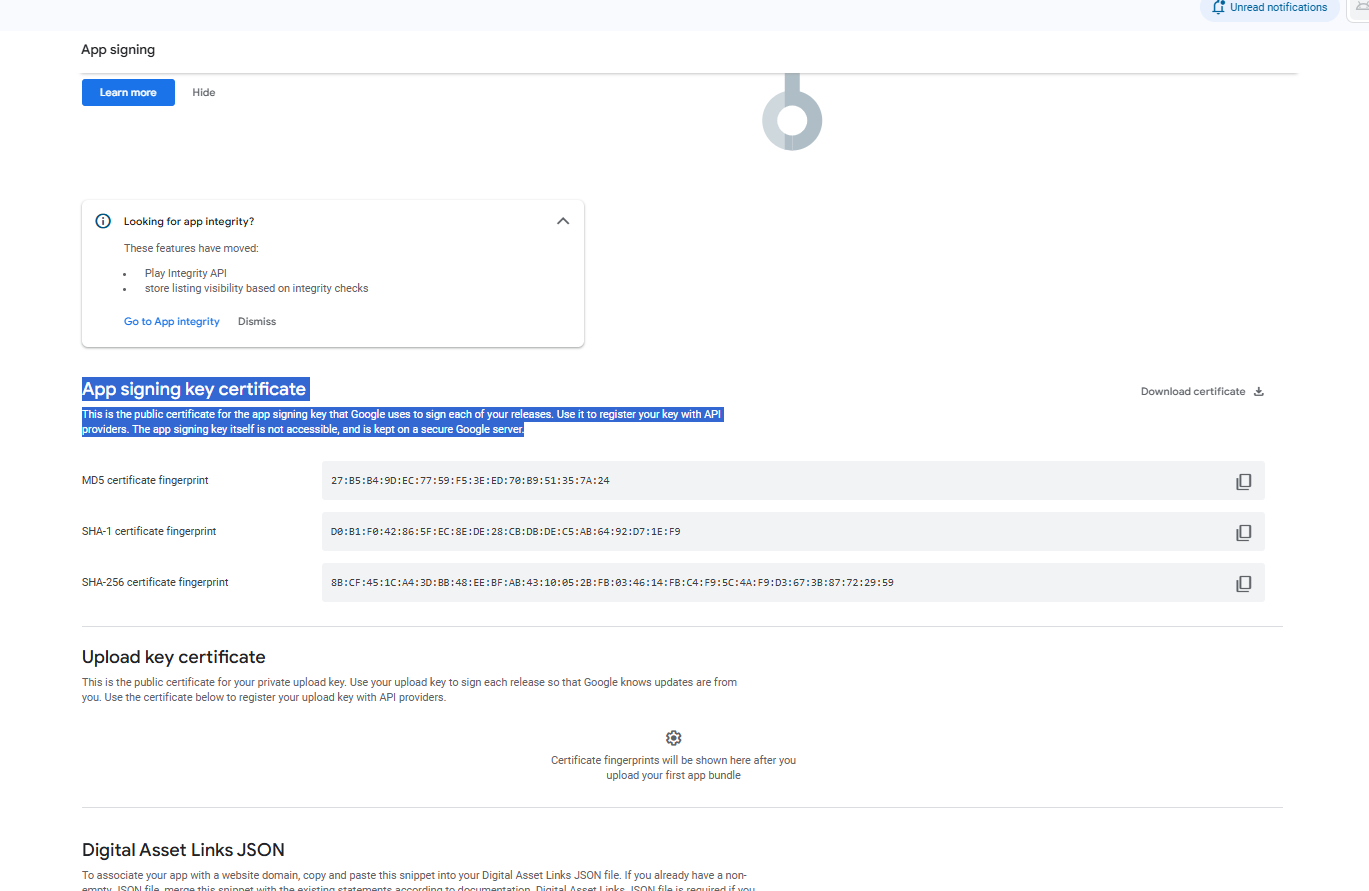 Unread notifications
App signing
Learn more Hide
Looking for app integrity?
These features have moved:
• Play Integrity API
• store listing visibility based on integrity checks
Go to App integrity Dismiss
App signing key certificate
Download certificate
This is the public certificate for the app signing key that Google uses to sign each of your releases. Use it to register your key with API
providers. The app signing key itself is not accessible, and is kept on a secure Google server.
MD5 certificate fingerprint 27:B5:B4:9D:EC:77:59:F5:3E:ED:70:B9:51:35:7A:24
SHA-1 certificate fingerprint D0:B1:F0:42:86:5F:EC:8E:DE:28:CB:DB:DE:C5:AB:64:92:D7:1E:F9
SHA-256 certificate fingerprint 8B:CF:45:1C:A4:3D:BB:48:EE:BF:AB:43:10:05:2B:FB:03:46:14:FB:C4:F9:5C:4A:F9:D3:67:3B:87:72:29:59
Upload key certificate
This is the public certificate for your private upload key. Use your upload key to sign each release so that Google knows updates are from
you. Use the certificate below to register your upload key with API providers.
Certificate fingerprints will be shown here after you
upload your first app bundle
Digital Asset Links JSON
To associate your app with a website domain, copy and paste this snippet into your Digital Asset Links JSON file. If you already have a non-
empty JSON file, merge this snippet with the existing statements according to documentation. Digital Asset Links JSON file is required if you